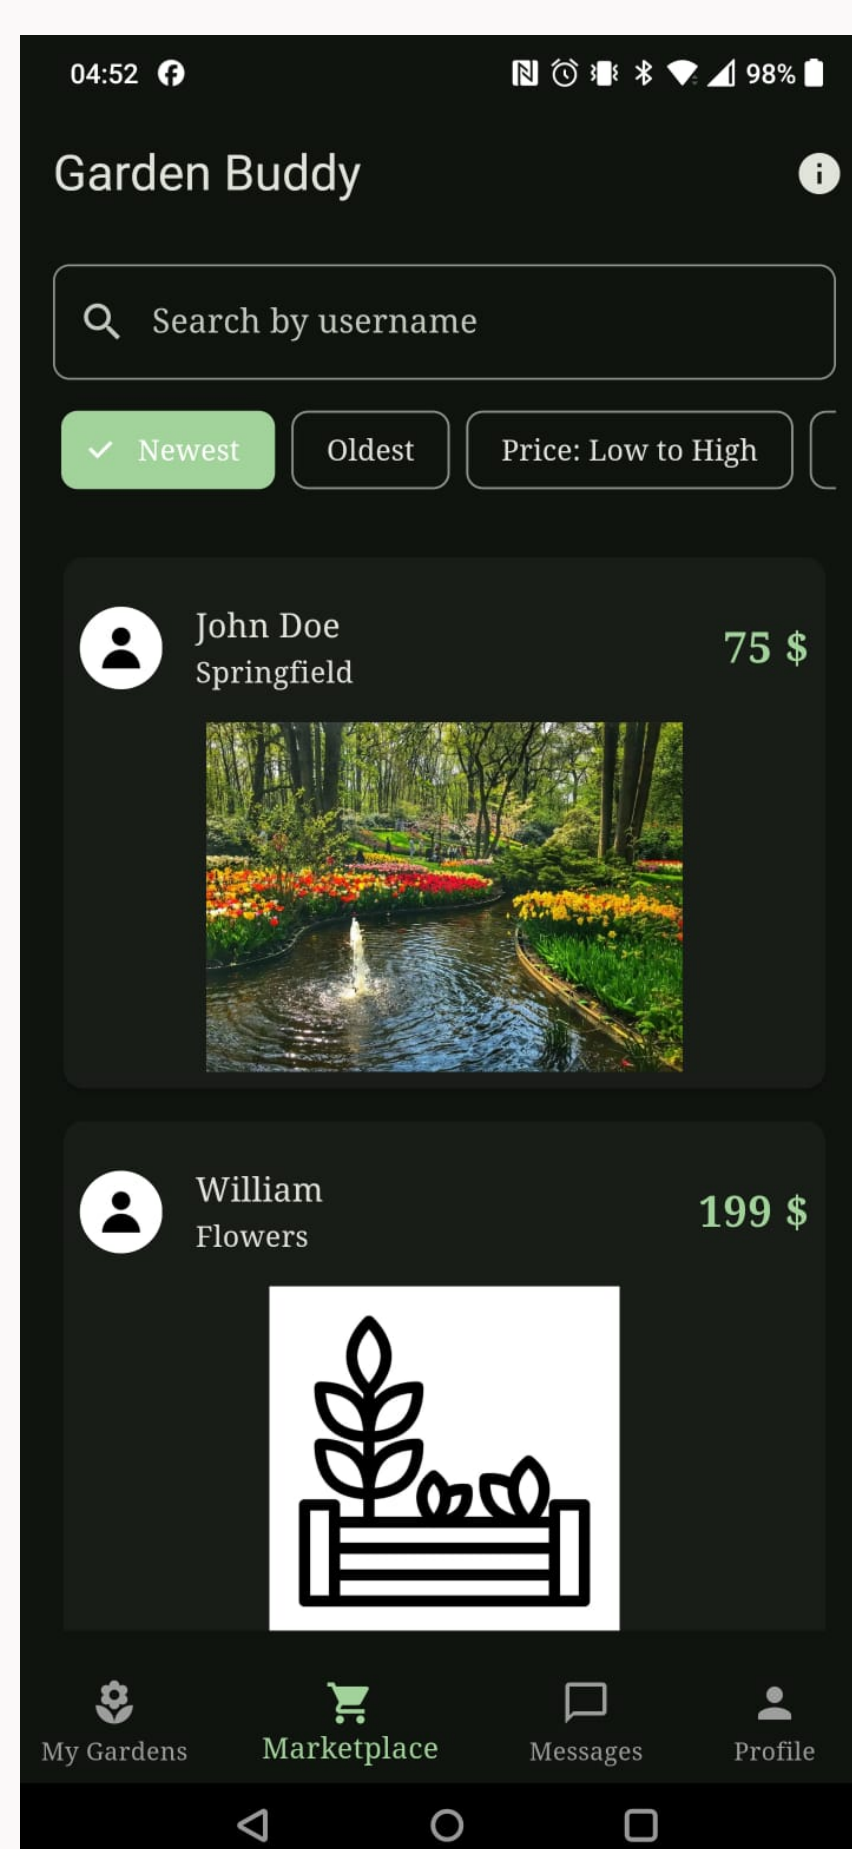 04:52 98%
Garden Buddy
Search by username
Newest Oldest Price: Low to High
John Doe
Springfield
75 $
William
Flowers
199 $
My Gardens Marketplace Messages Profile